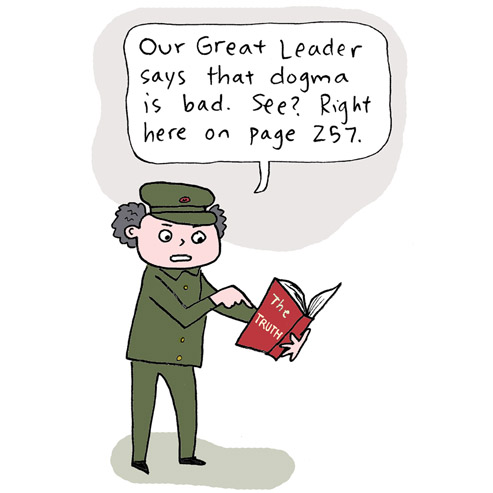 Our Great Leader
says that dogma
is bad. See? Right
here on page 257.
The
TRUTH